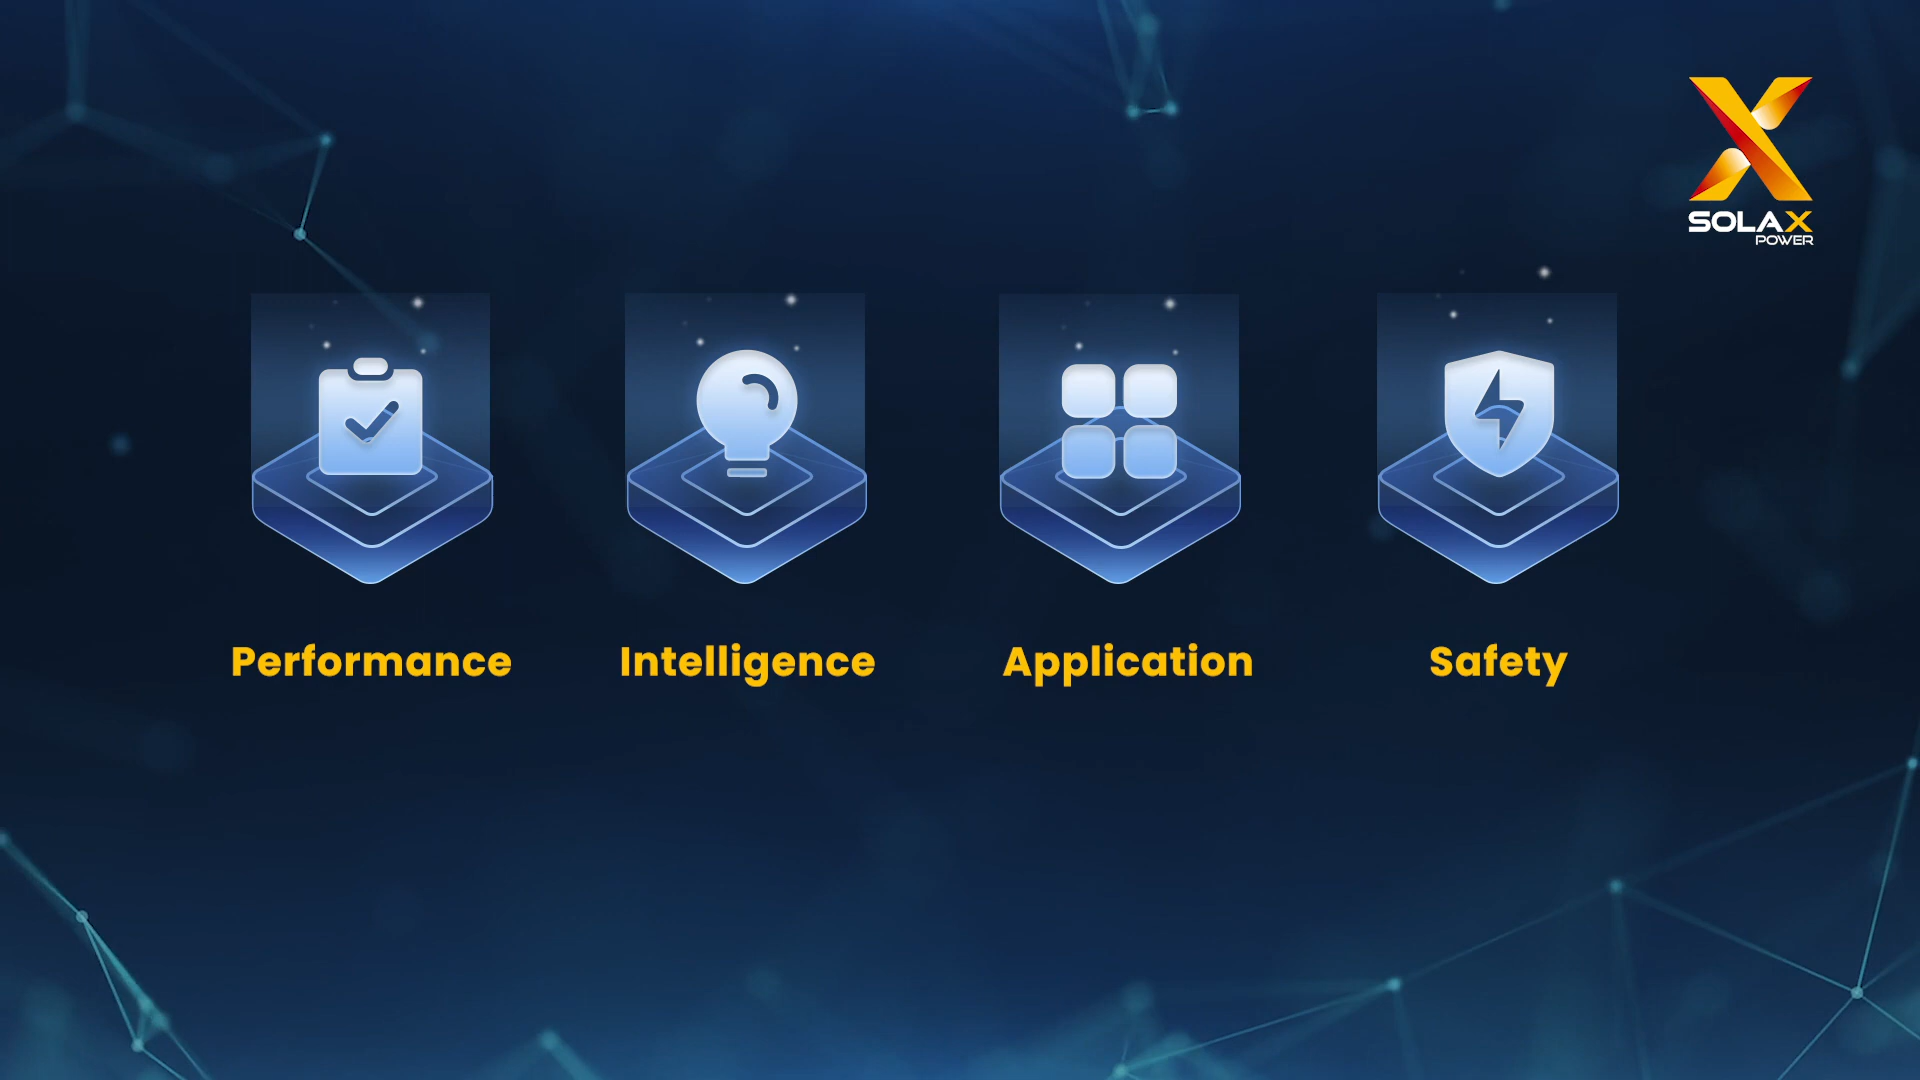 SOLAX
POWER
Performance
Intelligence
Application
Safety